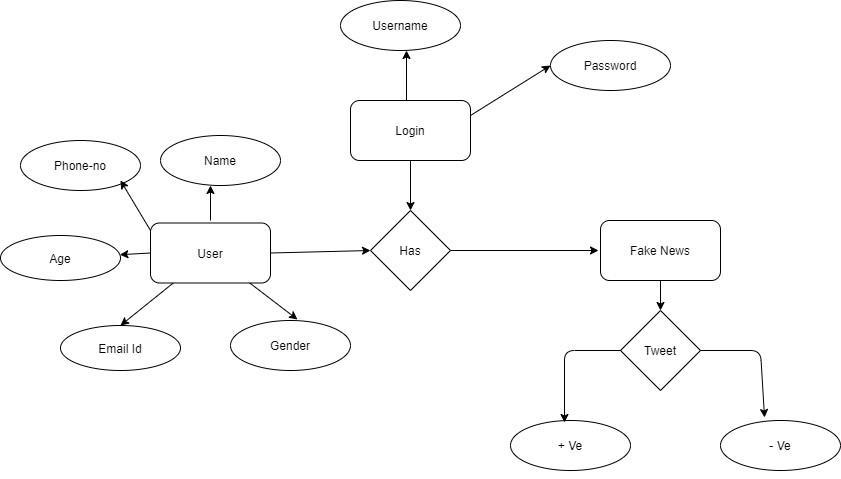 Username
Password
Login
Phone-no
Name
Age
User
Has
Fake News
Email Id
Gender
Tweet
+ Ve
- Ve